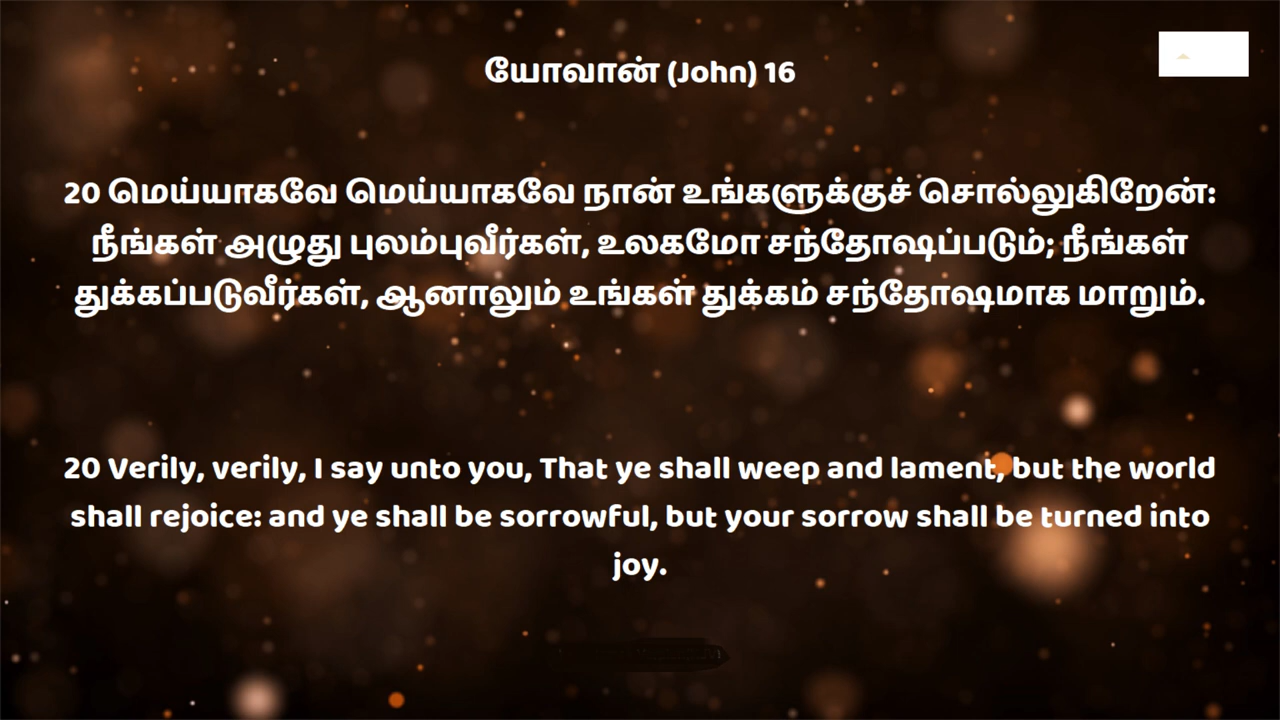 யோவான் (John) 16
20 மெய்யாகவே மெய்யாகவே நான் உங்களுக்குச் சொல்லுகிறேன்:
நீங்கள் அழுது புலம்புவீர்கள், உலகமோ சந்தோஷப்படும்; நீங்கள்
துக்கப்படுவீர்கள், ஆனாலும் உங்கள் துக்கம் சந்தோஷமாக மாறும்.
20 Verily, verily, I say unto you, That ye shall weep and lament, but the world
shall rejoice: and ye shall be sorrowful, but your sorrow shall be turned into
joy.